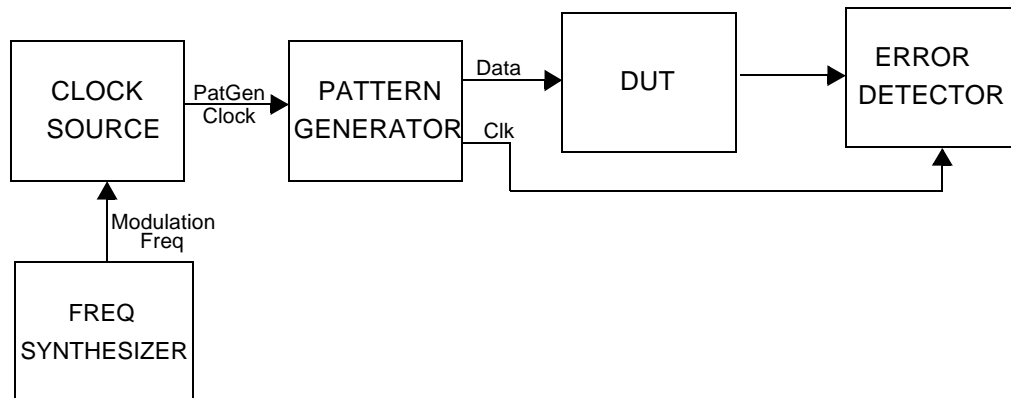 CLOCK
SOURCE
PatGen
Clock
PATTERN
GENERATOR
Data
Clk
DUT
ERROR
DETECTOR
Modulation
Freq
FREQ
SYNTHESIZER